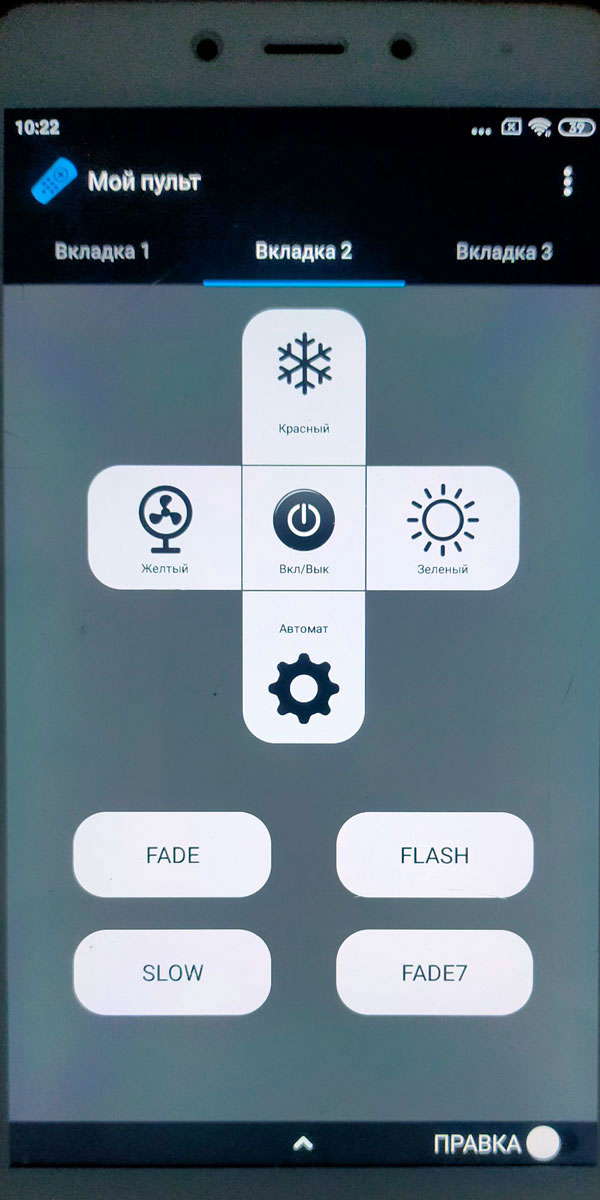 10:22
39
Мой пульт
Вкладка 1
Вкладка 2
Вкладка 3
Красный
Желтый
Вкл/Вык
Зеленый
Автомат
FADE
FLASH
SLOW
FADE7
ПРАВКА